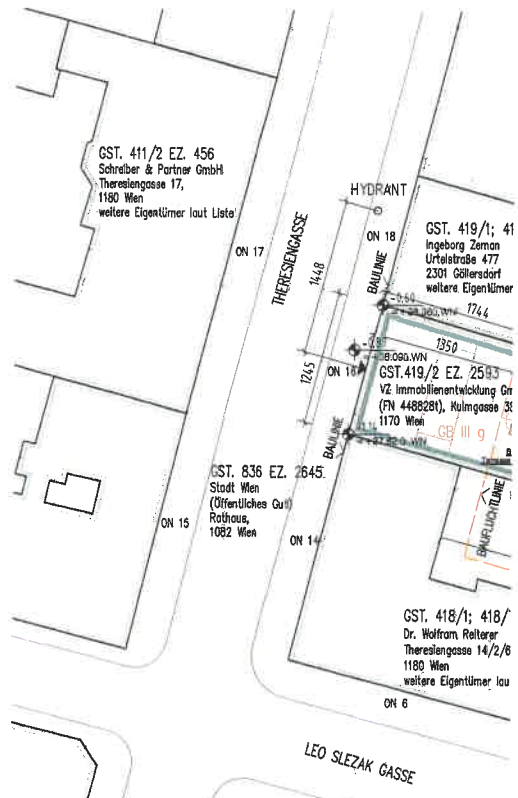 GST. 411/2 EZ. 456
Schreiber & Partner GmbH
Theresiengasse 17,
1180 Wien
weitere Eigentümer laut Liste
HYDRANT
ON 18
ON 17
THERESIENGASSE
1448
BAULINIE
GST. 419/1; 41
Ingeborg Zeman
Urtelstraße 477
2301 Göllersdorf
weitere Eigentümer
1744
1350
1245
ON 16
GST.419/2 EZ. 2593
VZ Immobilienentwicklung Gm
(FN 448828t), Kulmgasse 38
1170 Wien
GB III g
BAULINIE
GST. 836 EZ. 2645
Stadt Wien
(Öffentliches Gut)
Rathaus,
1082 Wien
ON 15
ON 14
BAUFLUCHTLINIE
GST. 418/1; 418/
Dr. Wolfram Reiterer
Theresiengasse 14/2/6
1180 Wien
weitere Eigentümer lau
ON 6
LEO SLEZAK GASSE